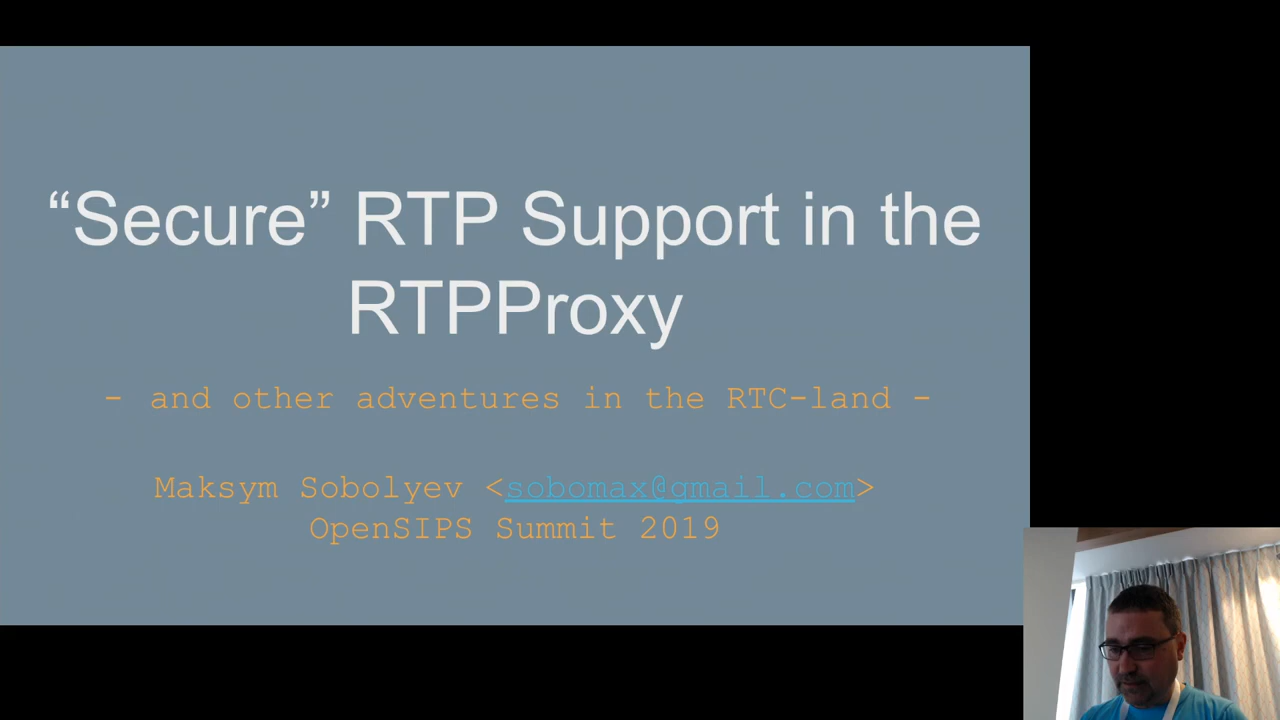 “Secure” RTP Support in the
RTPProxy
- and other adventures in the RTC-land -
Maksym Sobolyev <sobomax@gmail.com>
OpenSIPS Summit 2019